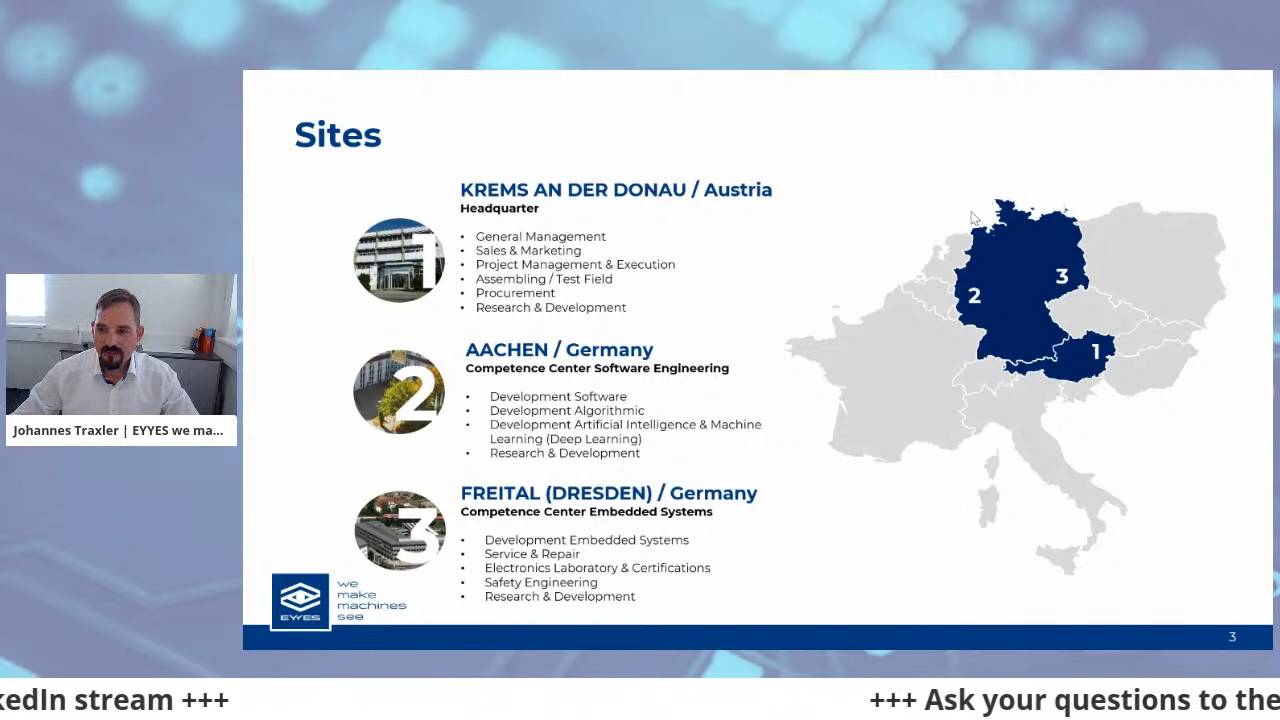 Sites
KREMS AN DER DONAU / Austria
Headquarter
• General Management
• Sales & Marketing
• Project Management & Execution
• Assembling / Test Field
• Procurement
• Research & Development
1
AACHEN / Germany
Competence Center Software Engineering
• Development Software
• Development Algorithmic
• Development Artificial Intelligence & Machine
Learning (Deep Learning)
• Research & Development
2
FREITAL (DRESDEN) / Germany
Competence Center Embedded Systems
• Development Embedded Systems
• Service & Repair
• Electronics Laboratory & Certifications
• Safety Engineering
• Research & Development
3
3
2
1
Johannes Traxler | EYYES we ma...
EYYES
we
make
machines
see
3
kedIn stream +++ +++ Ask your questions to the